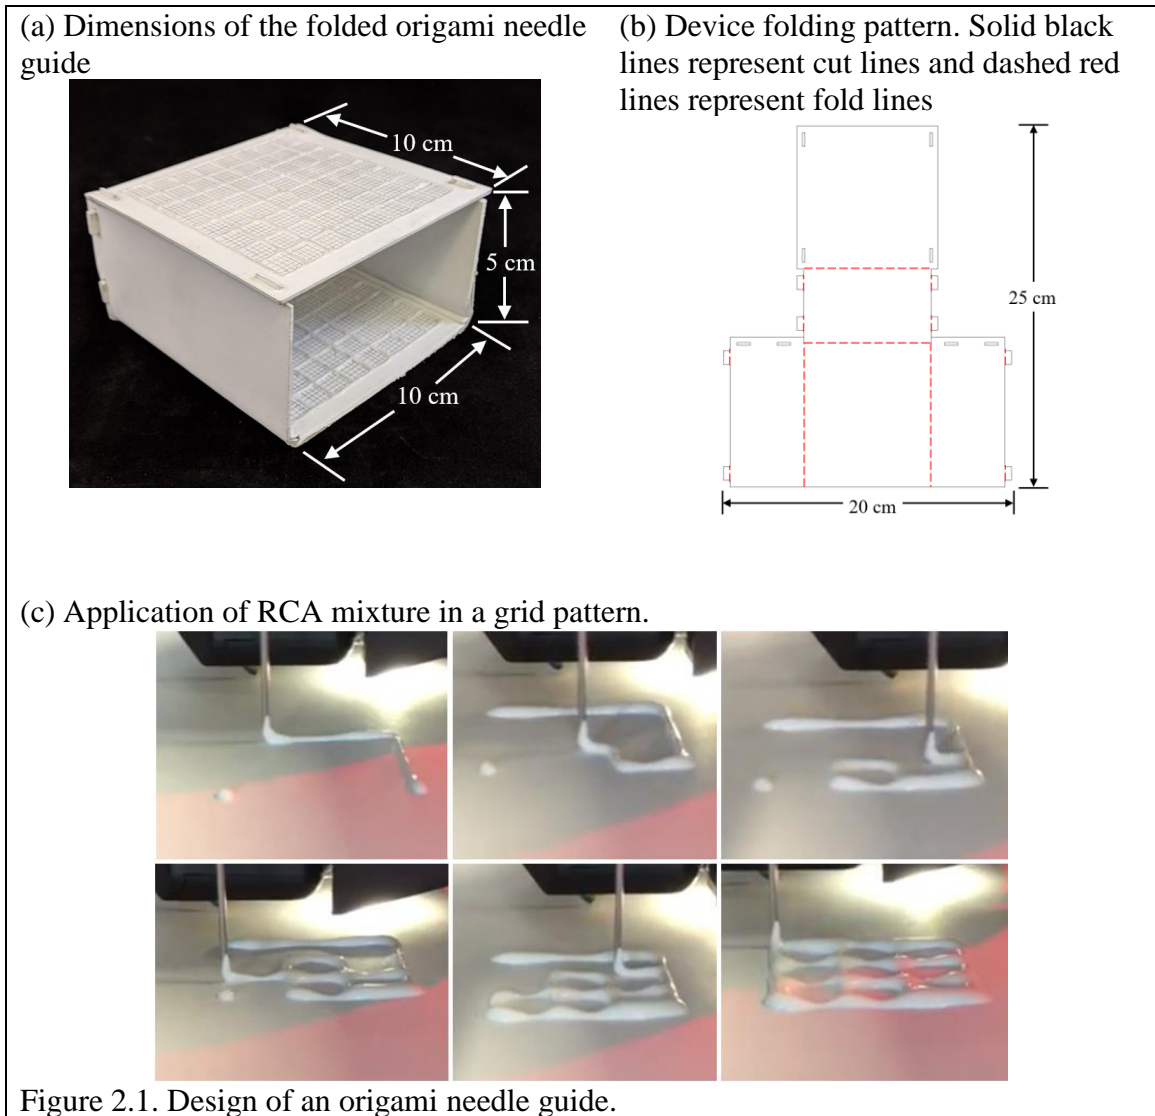 (a) Dimensions of the folded origami needle
guide
10 cm
5 cm
10 cm
(b) Device folding pattern. Solid black
lines represent cut lines and dashed red
lines represent fold lines
25 cm
20 cm
(c) Application of RCA mixture in a grid pattern.
Figure 2.1. Design of an origami needle guide.